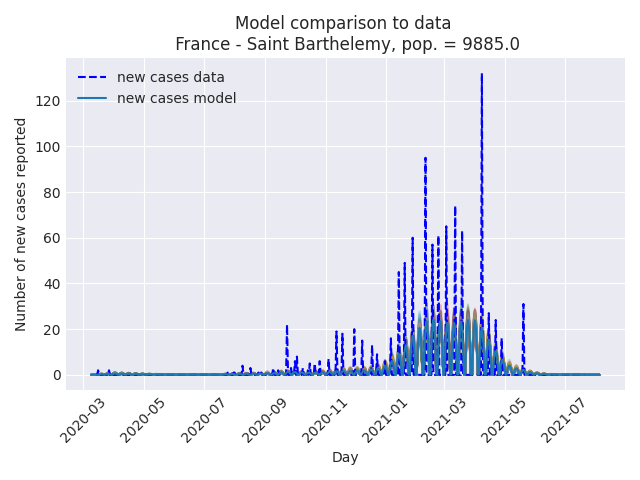 Model comparison to data
France - Saint Barthelemy, pop. = 9885.0
new cases data
new cases model
Number of new cases reported
120
100
80
60
40
20
0
2020-03
2020-05
2020-07
2020-09
2020-11
2021-01
2021-03
2021-05
2021-07
Day